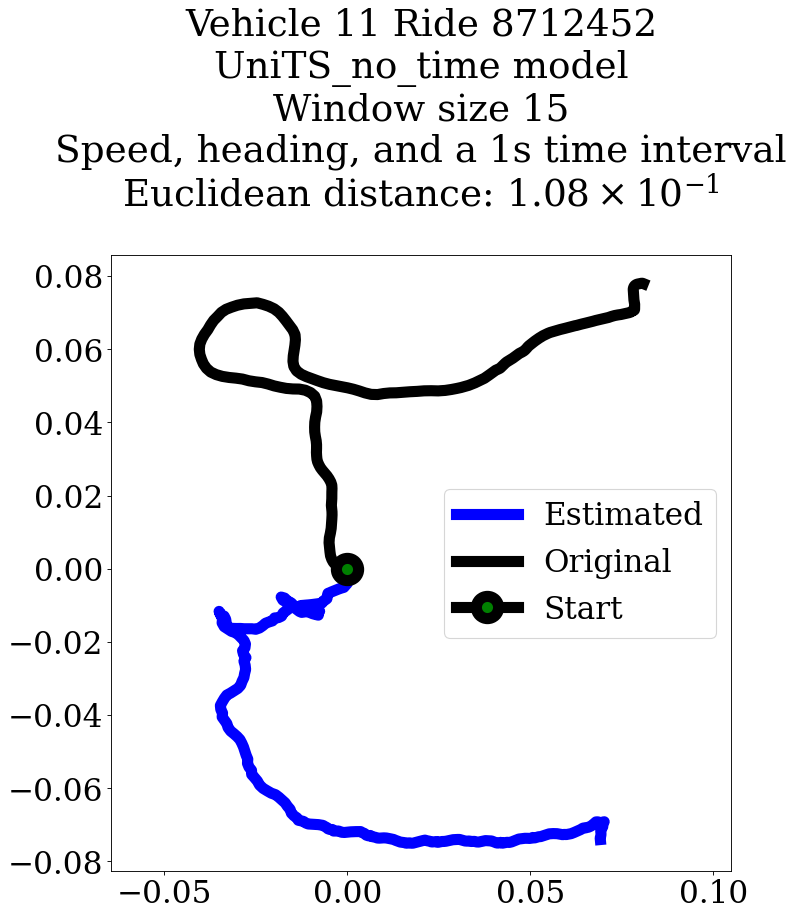 Vehicle 11 Ride 8712452
UniTS_no_time model
Window size 15
Speed, heading, and a 1s time interval
Euclidean distance: 1.08 × 10⁻¹
0.08
0.06
0.04
0.02
0.00
−0.02
−0.04
−0.06
−0.08
Estimated
Original
Start
−0.05
0.00
0.05
0.10